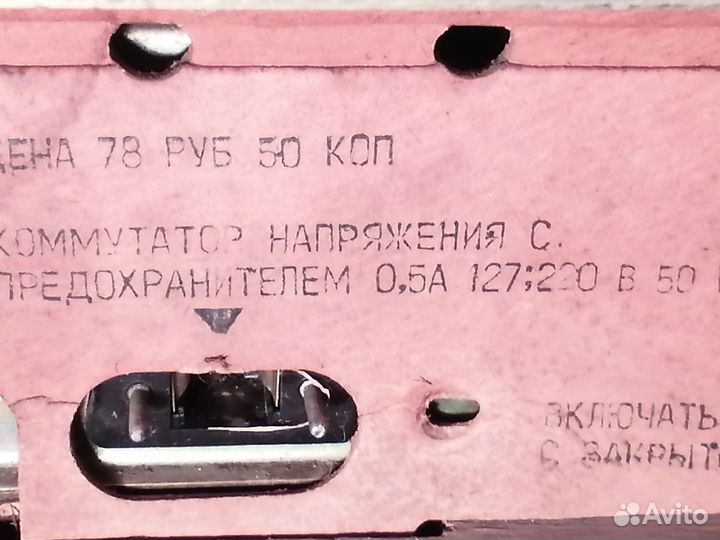 ЦЕНА 78 РУБ 50 КОП
КОММУТАТОР НАПРЯЖЕНИЯ С.
ПРЕДОХРАНИТЕЛЕМ 0,5А 127;220 В 50
ВКЛЮЧАТЬ
С ЗАКРЫТ
Avito